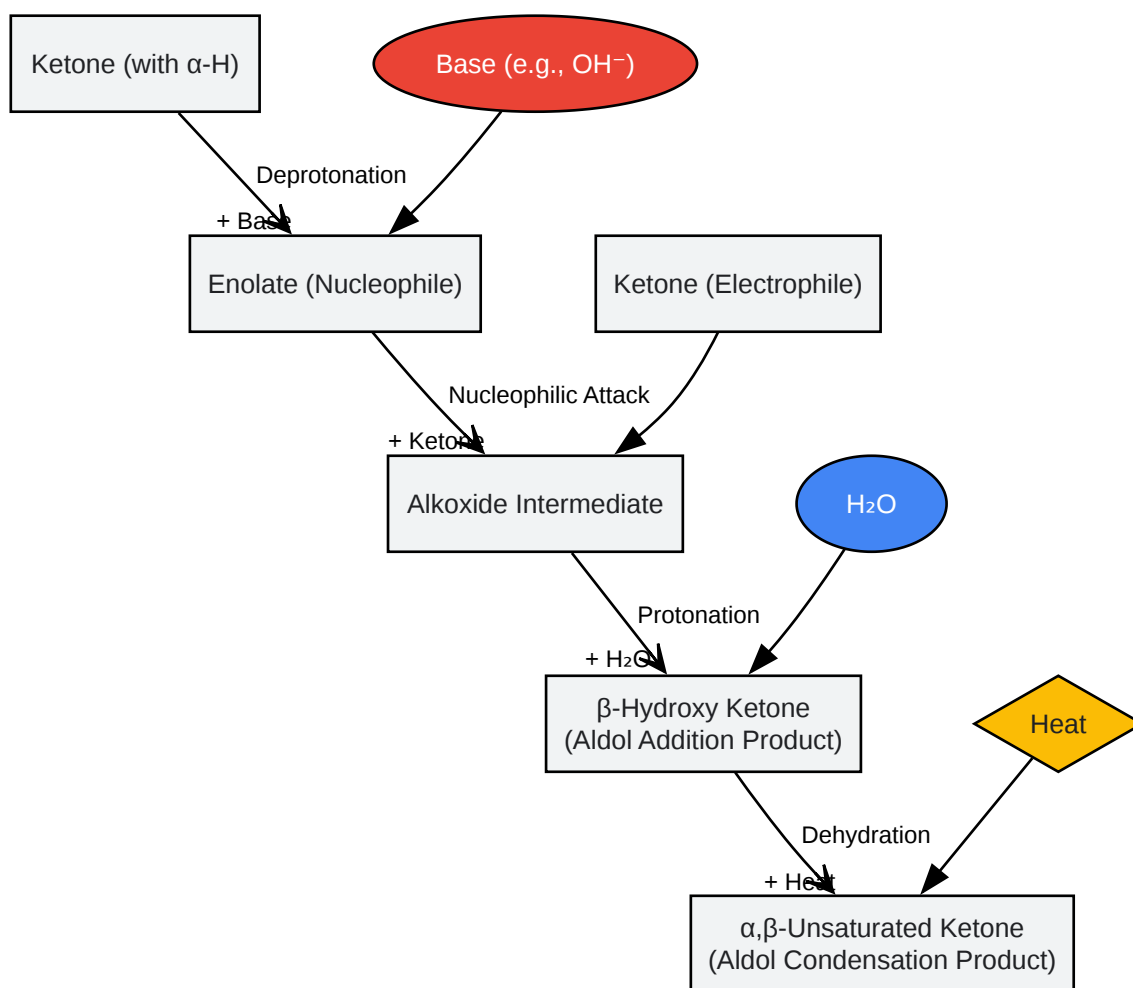 Ketone (with α-H)
Base (e.g., OH⁻)
Deprotonation
+ Base
Enolate (Nucleophile)
Ketone (Electrophile)
Nucleophilic Attack
+ Ketone
Alkoxide Intermediate
H₂O
Protonation
+ H₂O
β-Hydroxy Ketone
(Aldol Addition Product)
Heat
Dehydration
+ Heat
α,β-Unsaturated Ketone
(Aldol Condensation Product)